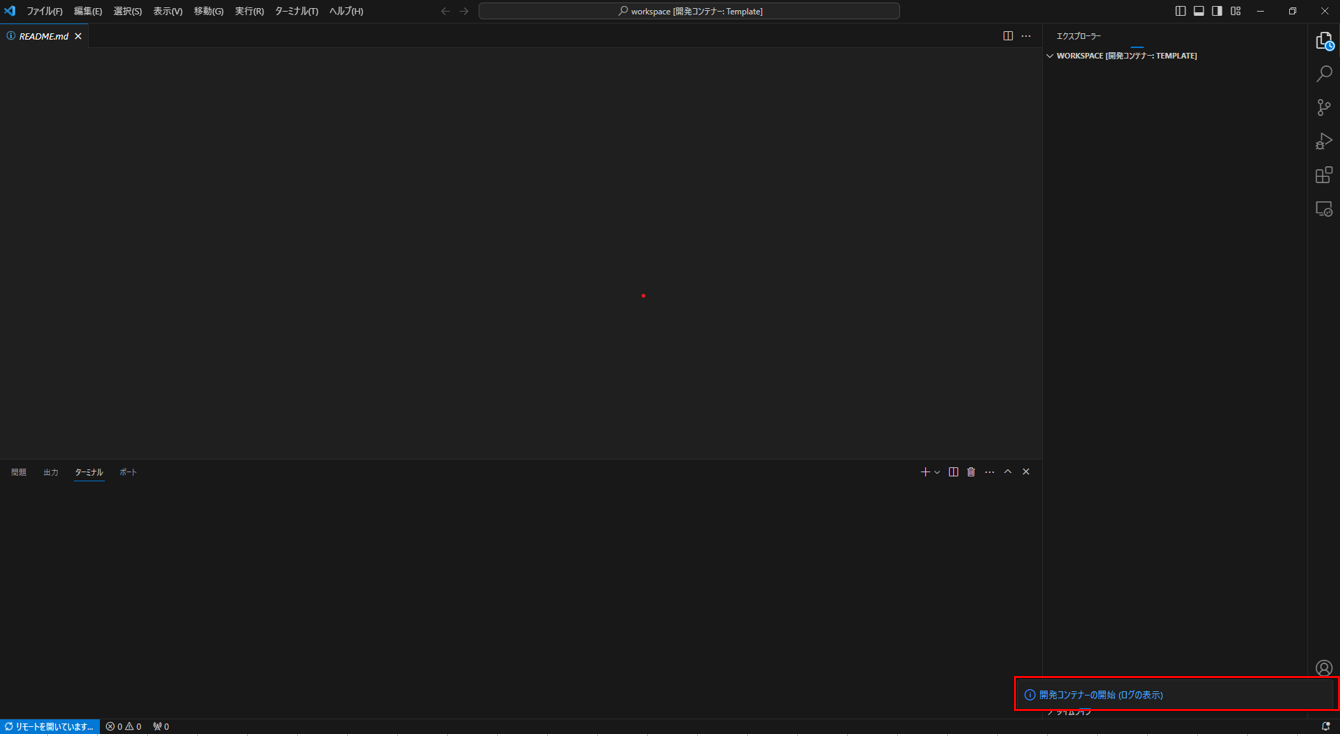 ファイル(F) 編集(E) 選択(S) 表示(V) 移動(G) 実行(R) ターミナル(T) ヘルプ(H)
workspace [開発コンテナー: Template]
README.md
エクスプローラー
WORKSPACE [開発コンテナー: TEMPLATE]
問題 出力 ターミナル ポート
開発コンテナーの開始 (ログの表示)
タイムライン
リモートを開いています... 0 0 0